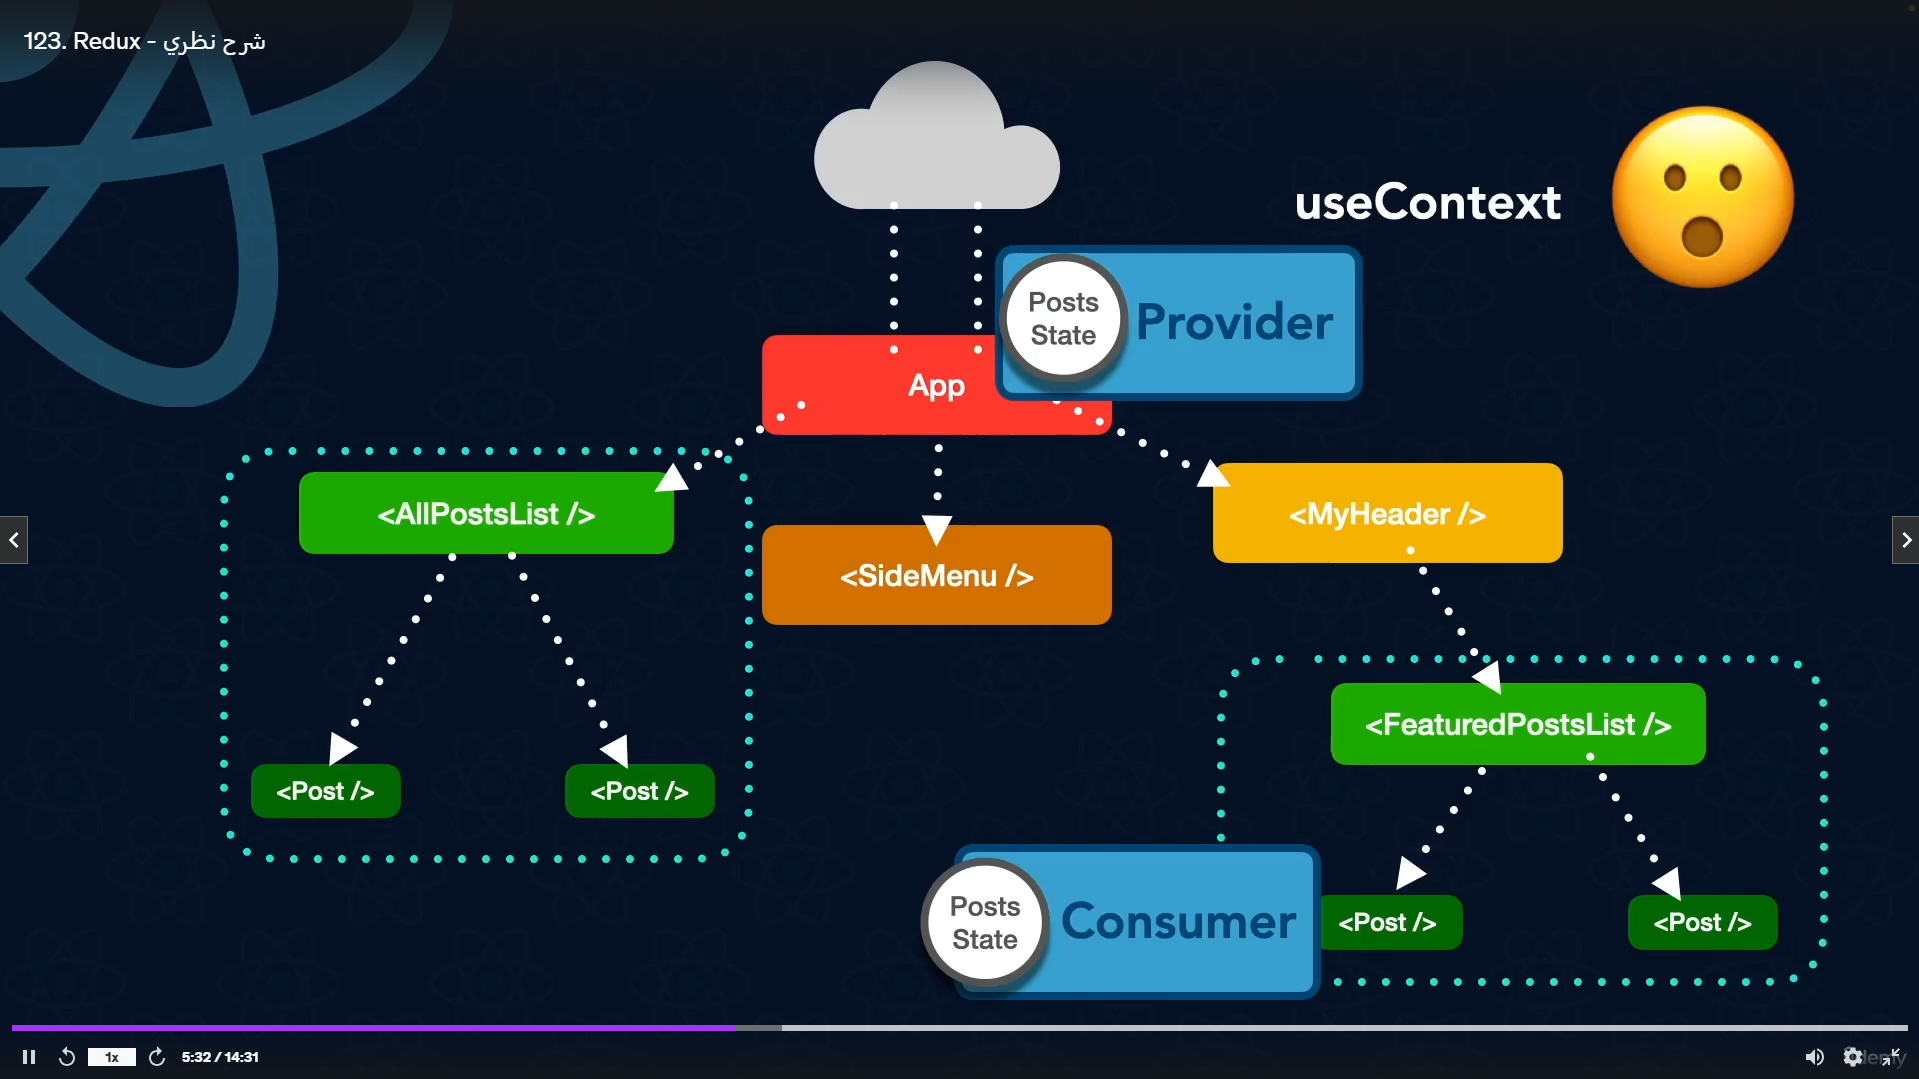 123. Redux - شرح نظري
useContext
Posts
State
Provider
App
<AllPostsList />
<SideMenu />
<MyHeader />
<FeaturedPostsList />
<Post />
<Post />
Posts
State
Consumer
<Post />
<Post />
1x
5:32 / 14:31
Udemy